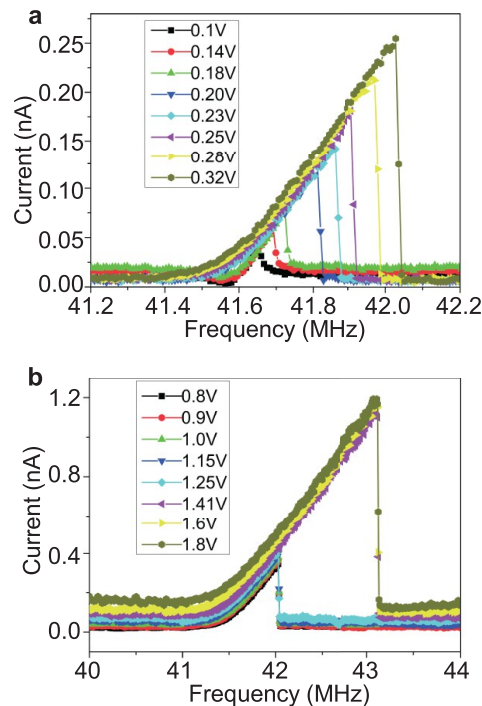 a
0.1V
0.14V
0.18V
0.20V
0.23V
0.25V
0.28V
0.32V
Current (nA)
0.25
0.20
0.15
0.10
0.05
0.00
41.2 41.4 41.6 41.8 42.0 42.2
Frequency (MHz)
b
0.8V
0.9V
1.0V
1.15V
1.25V
1.41V
1.6V
1.8V
Current (nA)
1.2
0.8
0.4
0.0
40 41 42 43 44
Frequency (MHz)